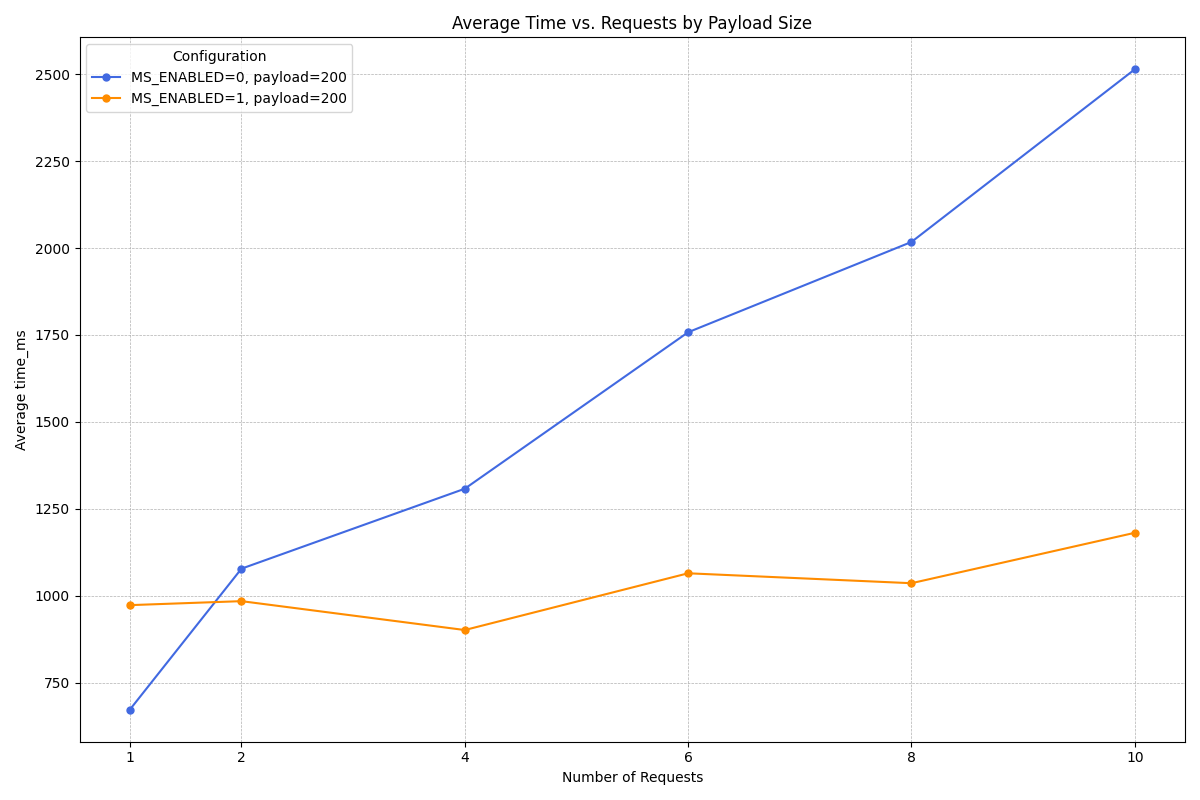 Average Time vs. Requests by Payload Size
Configuration
MS_ENABLED=0, payload=200
MS_ENABLED=1, payload=200
2500
2250
2000
1750
1500
1250
1000
750
Average time_ms
1 2 4 6 8 10
Number of Requests